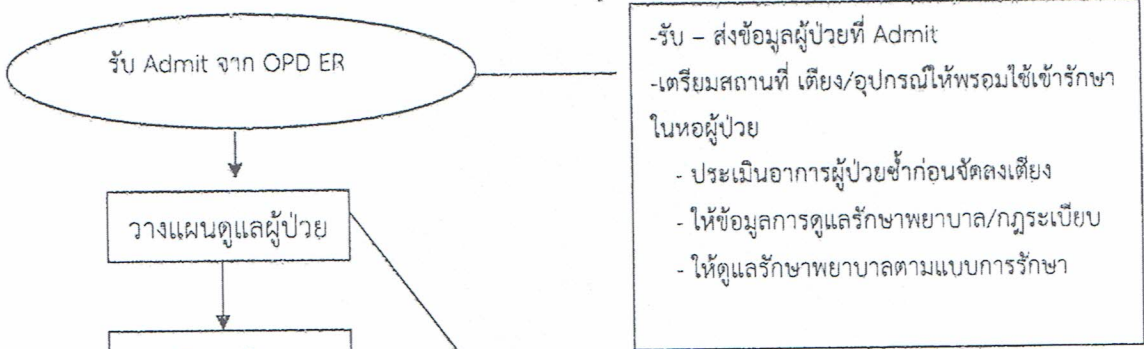 รับ Admit จาก OPD ER
-รับ – ส่งข้อมูลผู้ป่วยที่ Admit
-เตรียมสถานที่ เตียง/อุปกรณ์ให้พรอมใช้เข้ารักษา
ในหอผู้ป่วย
- ประเมินอาการผู้ป่วยซ้ำก่อนจัดลงเตียง
- ให้ข้อมูลการดูแลรักษาพยาบาล/กฎระเบียบ
- ให้ดูแลรักษาพยาบาลตามแบบการรักษา
วางแผนดูแลผู้ป่วย